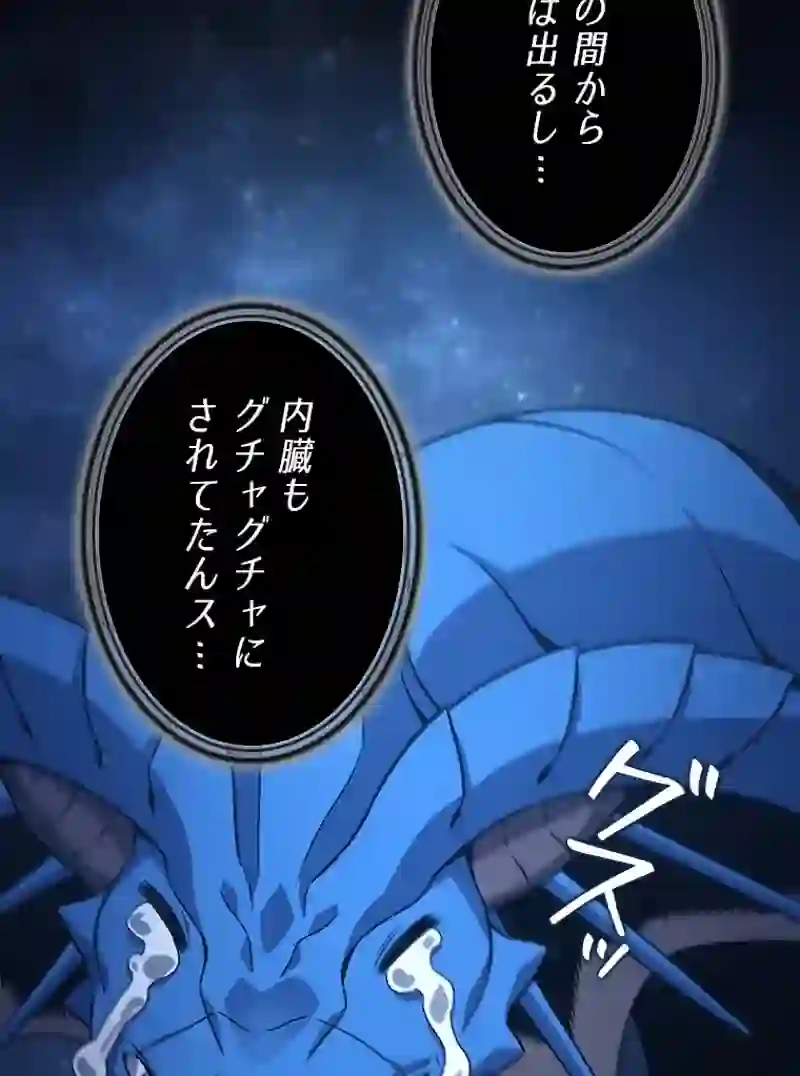 の間から
は出るし…
内臓も
グチャグチャに
されてたんス…
グスッ